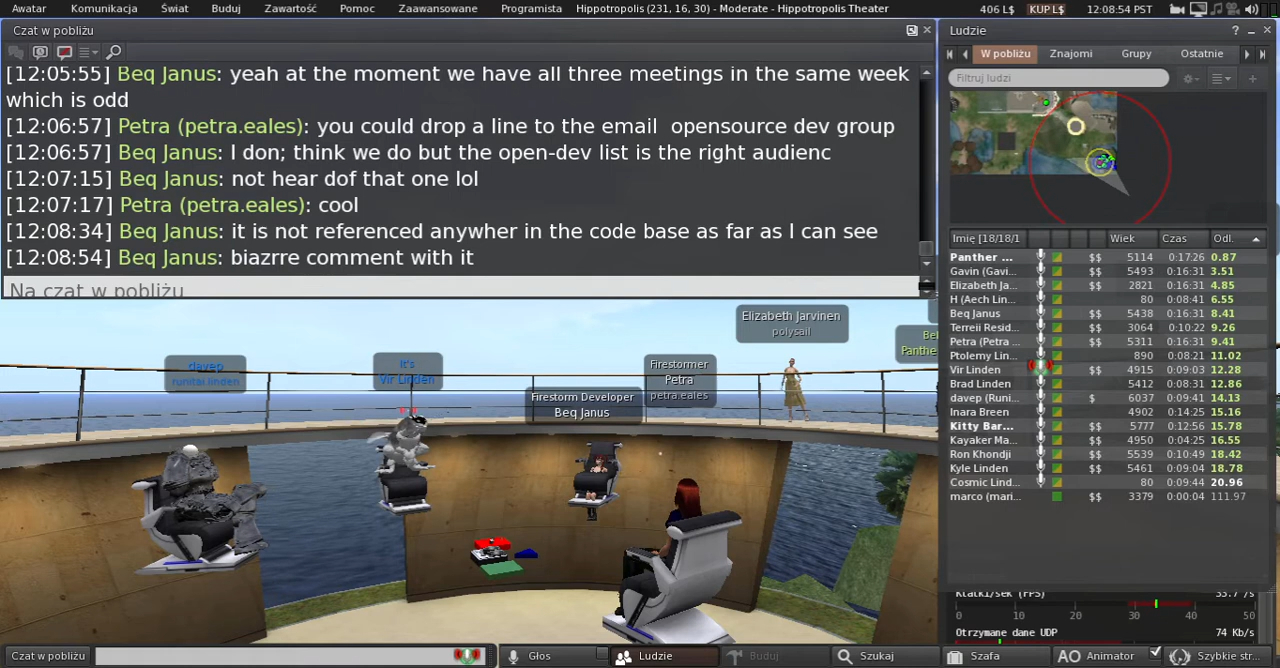 Awatar Komunikacja Świat Buduj Zawartość Pomoc Zaawansowane Programista Hippotropolis (231, 16, 30) - Moderate - Hippotropolis Theater 406 L$ KUP L$ 12:08:54 PST
Czat w pobliżu
[12:05:55] Beq Janus: yeah at the moment we have all three meetings in the same week
which is odd
[12:06:57] Petra (petra.eales): you could drop a line to the email opensource dev group
[12:06:57] Beq Janus: I don; think we do but the open-dev list is the right audienc
[12:07:15] Beq Janus: not hear dof that one lol
[12:07:17] Petra (petra.eales): cool
[12:08:34] Beq Janus: it is not referenced anywher in the code base as far as I can see
[12:08:54] Beq Janus: biazrre comment with it
Na czat w pobliżu
Ludzie
W pobliżu Znajomi Grupy Ostatnie
Filtruj ludzi
Imię [18/18/1 Wiek Czas Odl.
Panther ... $$ 5114 0:17:26 0.87
Gavin (Gavi... $$ 5493 0:16:31 3.51
Elizabeth Ja... $$ 2821 0:16:31 4.85
H (Aech Lin... 80 0:08:41 6.55
Beq Janus $$ 5438 0:16:31 8.41
Terreii Resid... $$ 3064 0:10:22 9.26
Petra (Petra ... $$ 5311 0:16:31 9.41
Ptolemy Lin... 890 0:08:21 11.02
Vir Linden $$ 4915 0:09:03 12.28
Brad Linden 5412 0:08:31 12.86
davep (Runi... $ 6037 0:09:41 14.13
Inara Breen 4902 0:14:25 15.16
Kitty Bar... $$ 5777 0:12:56 15.78
Kayaker Ma... $$ 4950 0:04:25 16.55
Ron Khondji $$ 5539 0:10:49 18.42
Kyle Linden $$ 5461 0:09:04 18.78
Cosmic Lind... 80 0:09:44 20.96
marco (mari... $$ 3379 0:00:04 111.97
Klatki/sek (FPS) 33.7 /s
0 10 20 30 40 50
Otrzymane dane UDP 74 Kb/s
davep
runitai linden
It's
Vir Linden
Firestorm Developer
Beq Janus
Firestormer
Petra
petra.eales
Elizabeth Jarvinen
polysail
Panthe
Czat w pobliżu Głos Ludzie Buduj Szukaj Szafa AO Animator Szybkie str...